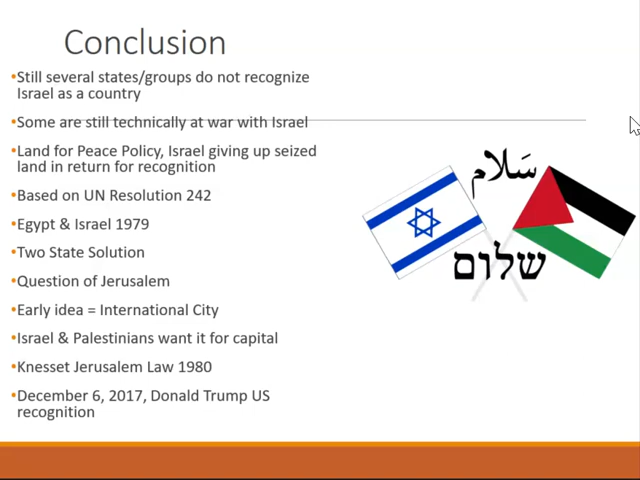 Conclusion
•Still several states/groups do not recognize
Israel as a country
•Some are still technically at war with Israel
•Land for Peace Policy, Israel giving up seized
land in return for recognition
•Based on UN Resolution 242
•Egypt & Israel 1979
•Two State Solution
•Question of Jerusalem
•Early idea = International City
•Israel & Palestinians want it for capital
•Knesset Jerusalem Law 1980
•December 6, 2017, Donald Trump US
recognition
سَلام
שלום